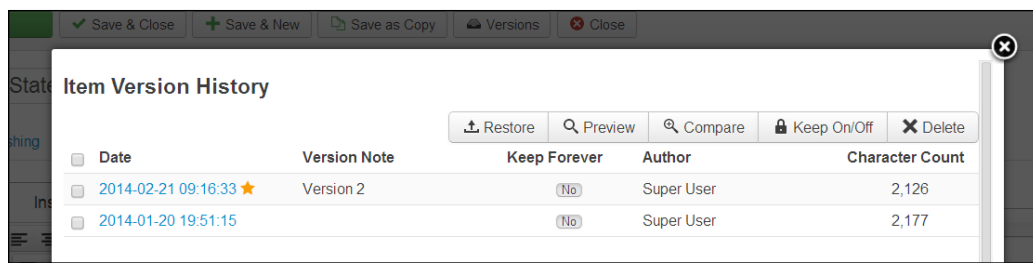 Save & Close Save & New Save as Copy Versions Close
State
Item Version History
Restore Preview Compare Keep On/Off Delete
shing
Date Version Note Keep Forever Author Character Count
2014-02-21 09:16:33 Version 2 No Super User 2,126
Ins
2014-01-20 19:51:15 No Super User 2,177